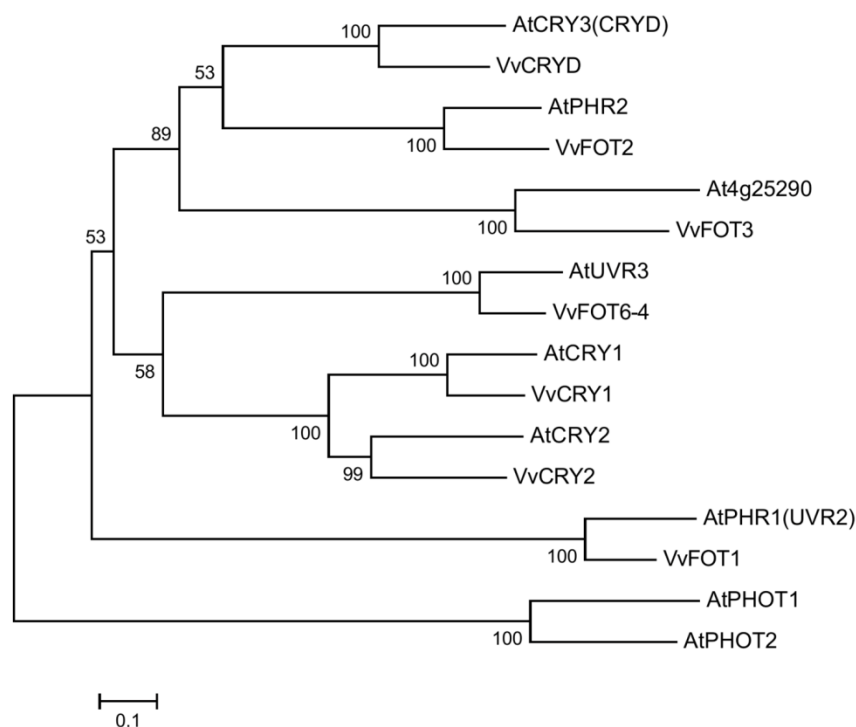 AtCRY3(CRYD)
100
VvCRYD
53
AtPHR2
89
100
VvFOT2
At4g25290
100
VvFOT3
53
AtUVR3
100
VvFOT6-4
AtCRY1
100
58
VvCRY1
100
AtCRY2
99
VvCRY2
AtPHR1(UVR2)
100
VvFOT1
AtPHOT1
100
AtPHOT2
0.1